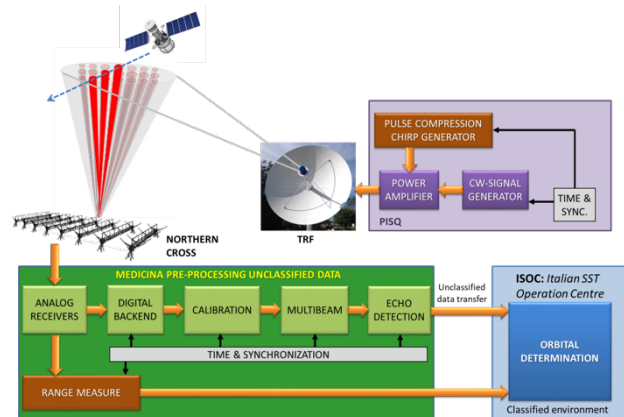 PULSE COMPRESSION
CHIRP GENERATOR
POWER
AMPLIFIER
CW-SIGNAL
GENERATOR
TIME &
SYNC.
PISQ
NORTHERN
CROSS
TRF
MEDICINA PRE-PROCESSING UNCLASSIFIED DATA
ANALOG
RECEIVERS
DIGITAL
BACKEND
CALIBRATION
MULTIBEAM
ECHO
DETECTION
TIME & SYNCHRONIZATION
RANGE MEASURE
Unclassified
data transfer
ISOC: Italian SST
Operation Centre
ORBITAL
DETERMINATION
Classified environment